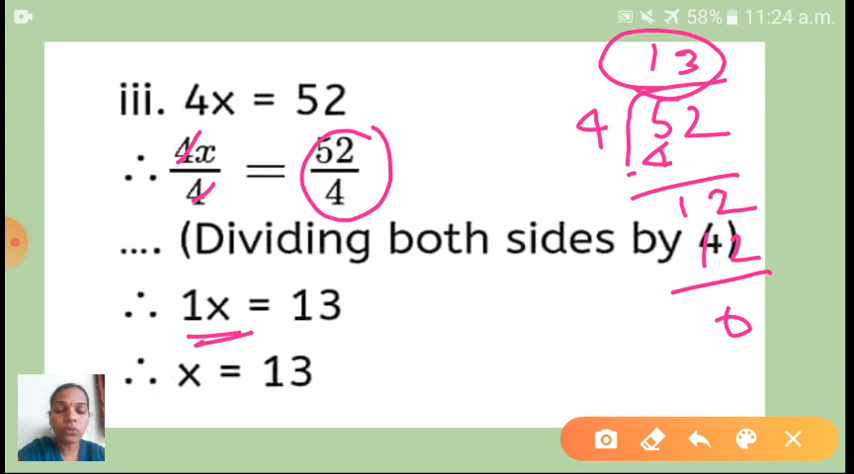 58% 11:24 a.m.
iii. 4x = 52
∴ 4x/4 = 52/4
.... (Dividing both sides by 4)
∴ 1x = 13
∴ x = 13
13
4 52
4
12
12
0